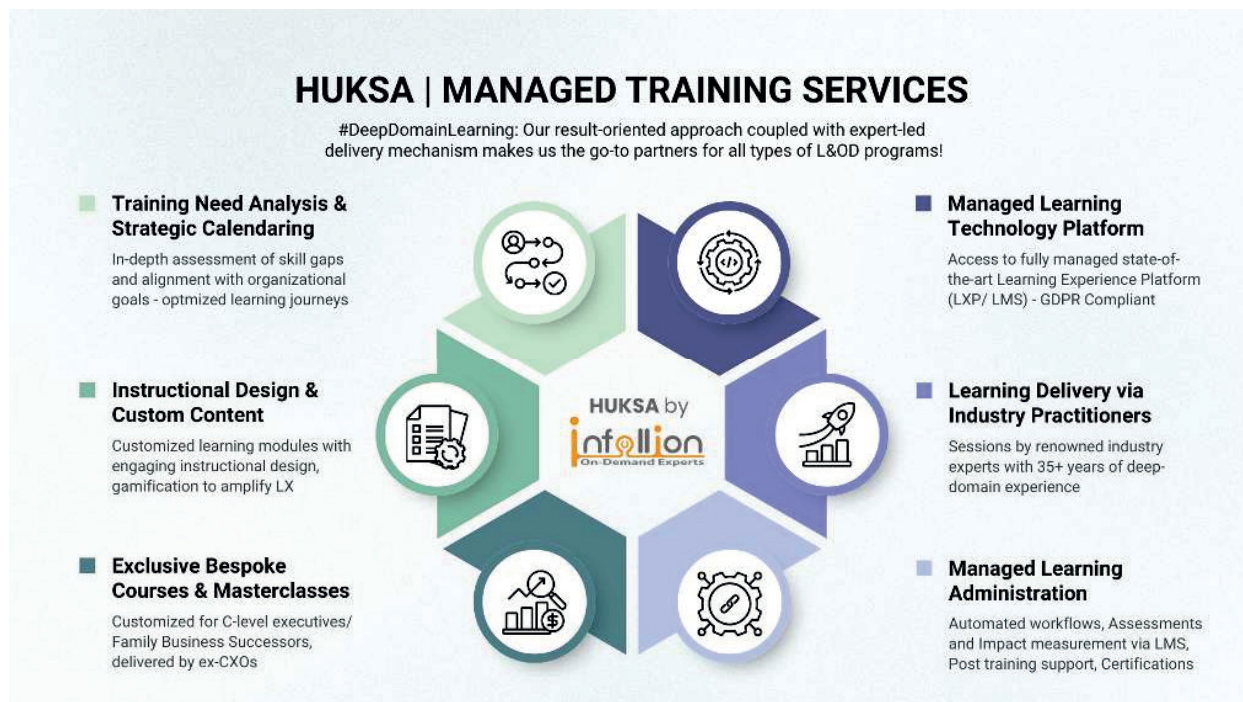 HUKSA | MANAGED TRAINING SERVICES
#DeepDomainLearning: Our result-oriented approach coupled with expert-led
delivery mechanism makes us the go-to partners for all types of L&OD programs!
Training Need Analysis &
Strategic Calendaring
In-depth assessment of skill gaps
and alignment with organizational
goals - optmized learning journeys
Instructional Design &
Custom Content
Customized learning modules with
engaging instructional design,
gamification to amplify LX
Exclusive Bespoke
Courses & Masterclasses
Customized for C-level executives/
Family Business Successors,
delivered by ex-CXOs
HUKSA by
infollion
On-Demand Experts
</>
$
Managed Learning
Technology Platform
Access to fully managed state-of-
the-art Learning Experience Platform
(LXP/ LMS) - GDPR Compliant
Learning Delivery via
Industry Practitioners
Sessions by renowned industry
experts with 35+ years of deep-
domain experience
Managed Learning
Administration
Automated workflows, Assessments
and Impact measurement via LMS,
Post training support, Certifications